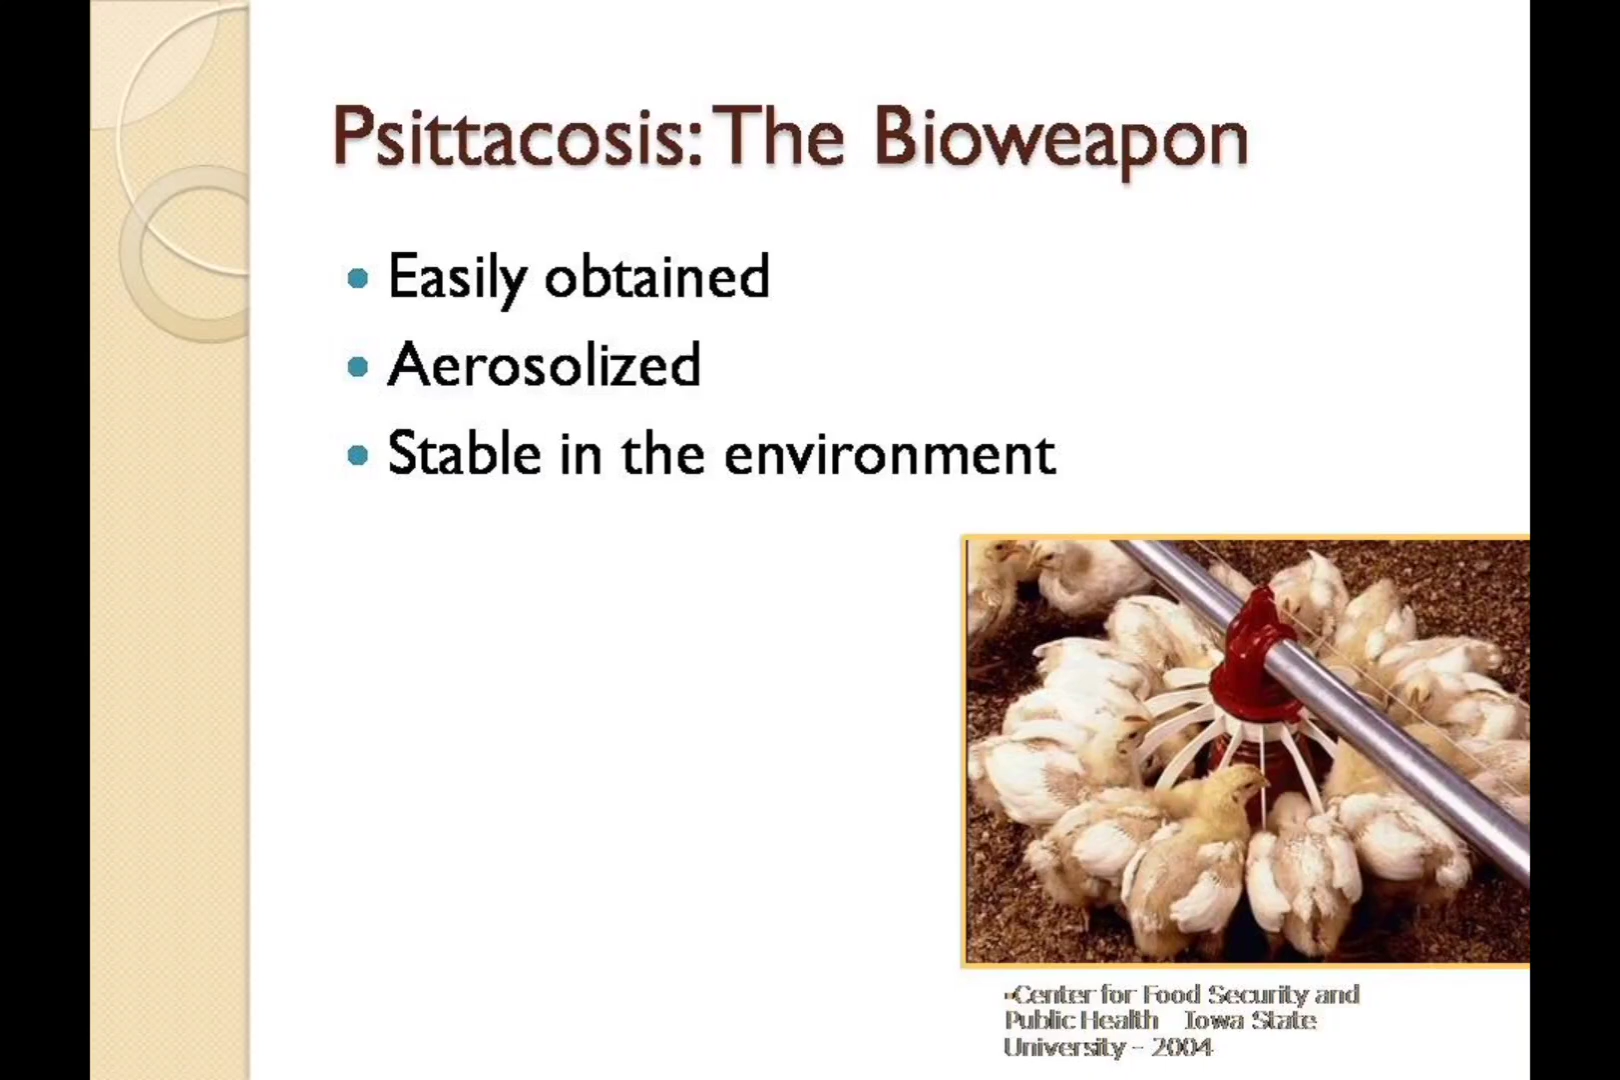 Psittacosis: The Bioweapon
Easily obtained
Aerosolized
Stable in the environment
Center for Food Security and
Public Health Iowa State
University - 2004